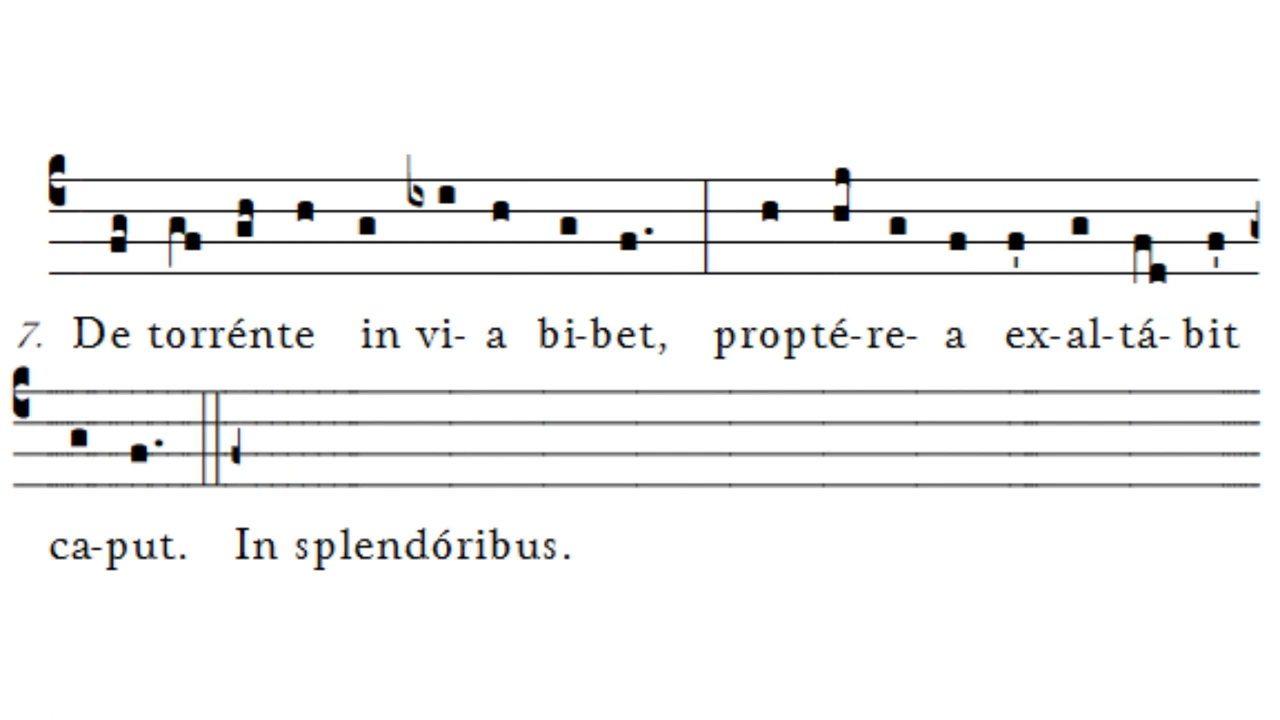 7. De torrénte in vi- a bi-bet, propté-re- a ex-al-tá- bit
ca-put. In splendóribus.